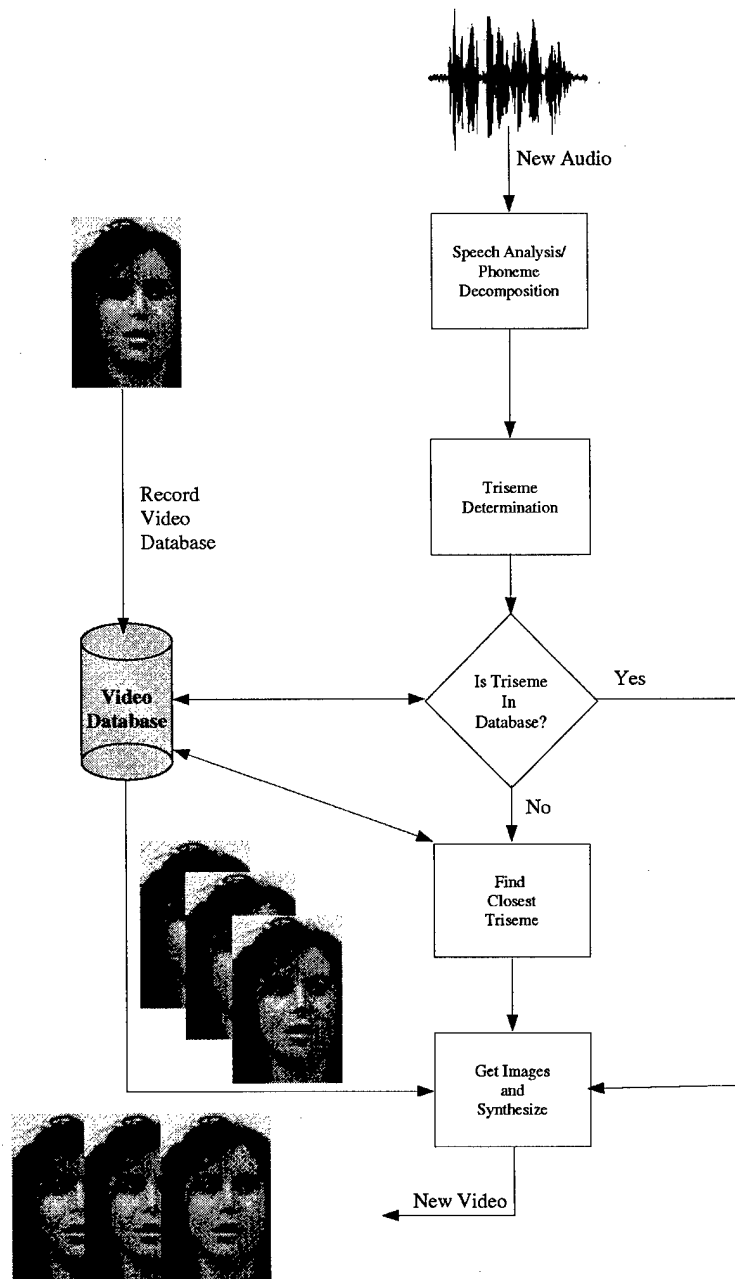 New Audio
Speech Analysis/
Phoneme
Decomposition
Triseme
Determination
Record
Video
Database
Video
Database
Is Triseme
In
Database?
Yes
No
Find
Closest
Triseme
Get Images
and
Synthesize
New Video